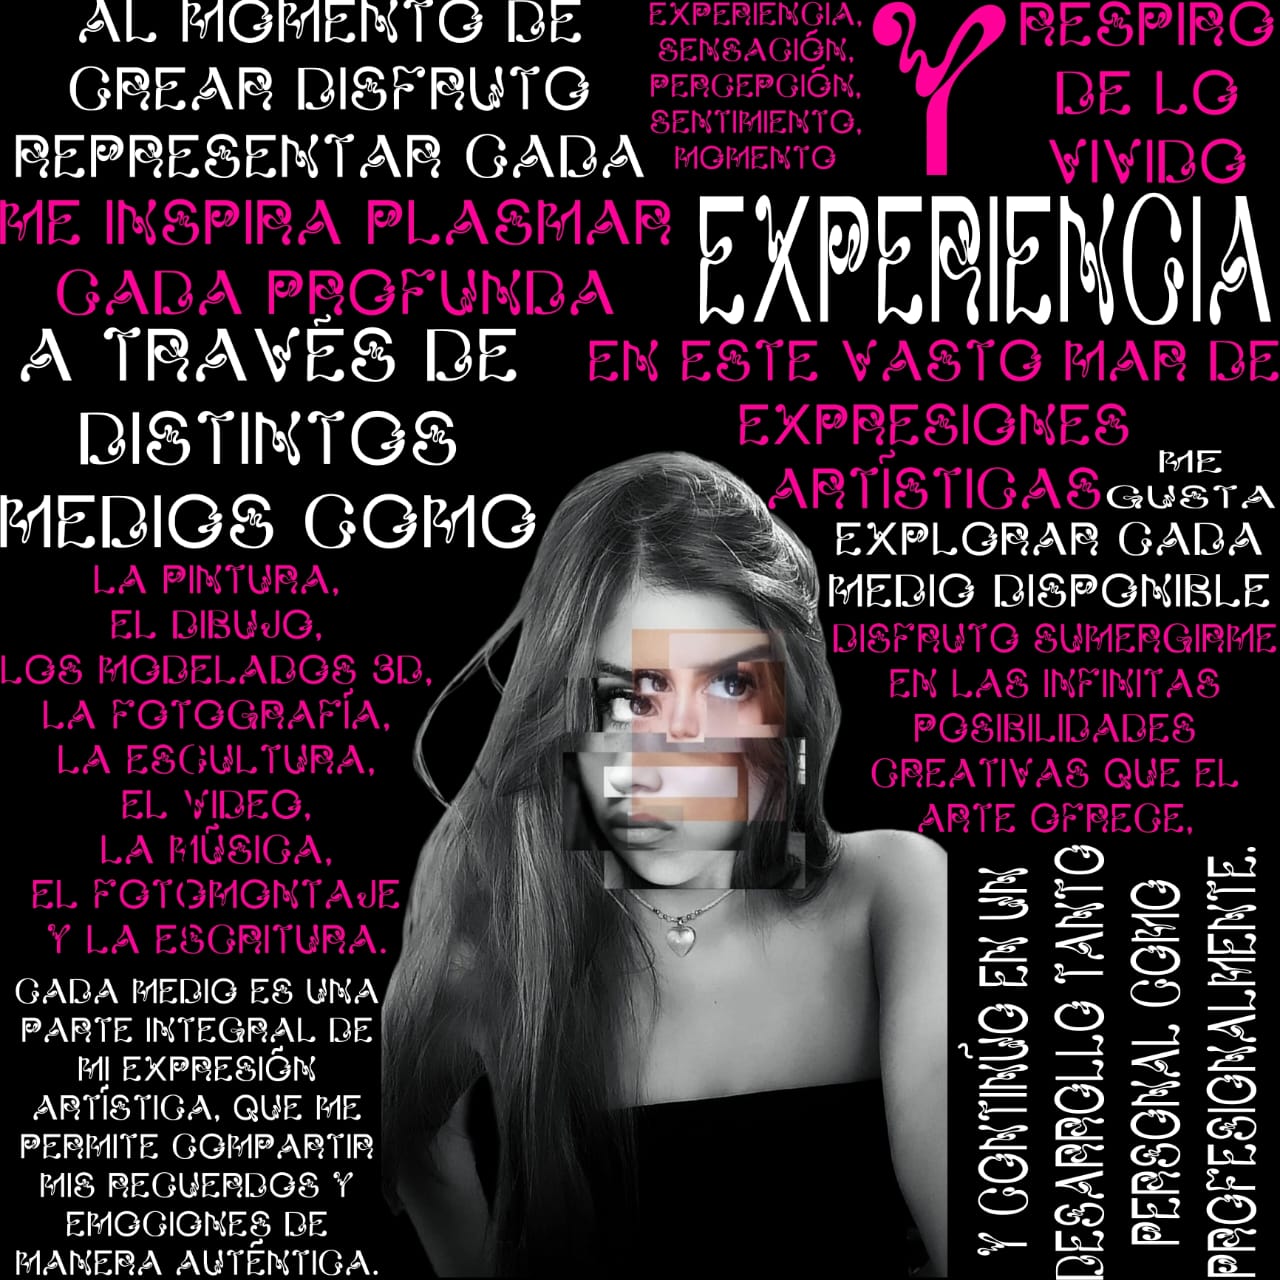 AL MOMENTO DE
CREAR DISFRUTO
REPRESENTAR CADA
EXPERIENCIA,
SENSACIÓN,
PERCEPCIÓN,
SENTIMIENTO,
MOMENTO
Y
RESPIRO
DE LO
VIVIDO
ME INSPIRA PLASMAR
CADA PROFUNDA
EXPERIENCIA
A TRAVÉS DE
DISTINTOS
MEDIOS COMO
LA PINTURA,
EL DIBUJO,
LOS MODELADOS 3D,
LA FOTOGRAFÍA,
LA ESCULTURA,
EL VIDEO,
LA MÚSICA,
EL FOTOMONTAJE
Y LA ESCRITURA.
CADA MEDIO ES UNA
PARTE INTEGRAL DE
MI EXPRESIÓN
ARTÍSTICA, QUE ME
PERMITE COMPARTIR
MIS RECUERDOS Y
EMOCIONES DE
MANERA AUTÉNTICA.
EN ESTE VASTO MAR DE
EXPRESIONES
ARTÍSTICAS
ME
GUSTA
EXPLORAR CADA
MEDIO DISPONIBLE
DISFRUTO SUMERGIRME
EN LAS INFINITAS
POSIBILIDADES
CREATIVAS QUE EL
ARTE OFRECE,
Y CONTINÚO EN UN
DESARROLLO TANTO
PERSONAL COMO
PROFESIONALMENTE.